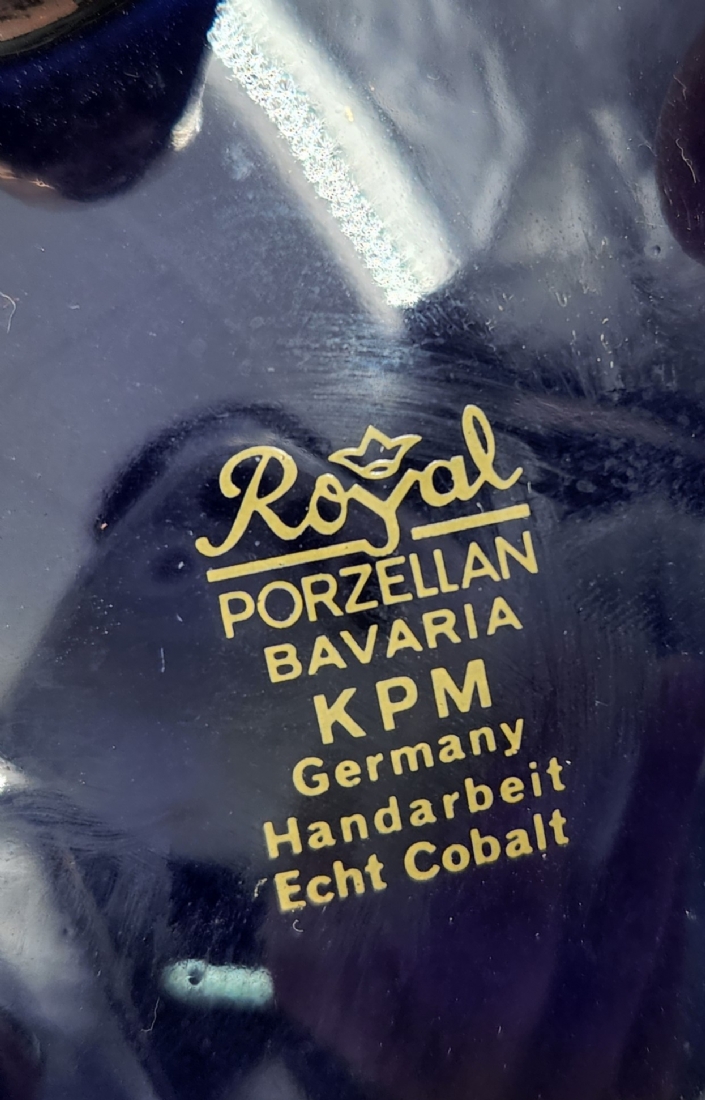 Royal
PORZELLAN
BAVARIA
KPM
Germany
Handarbeit
Echt Cobalt